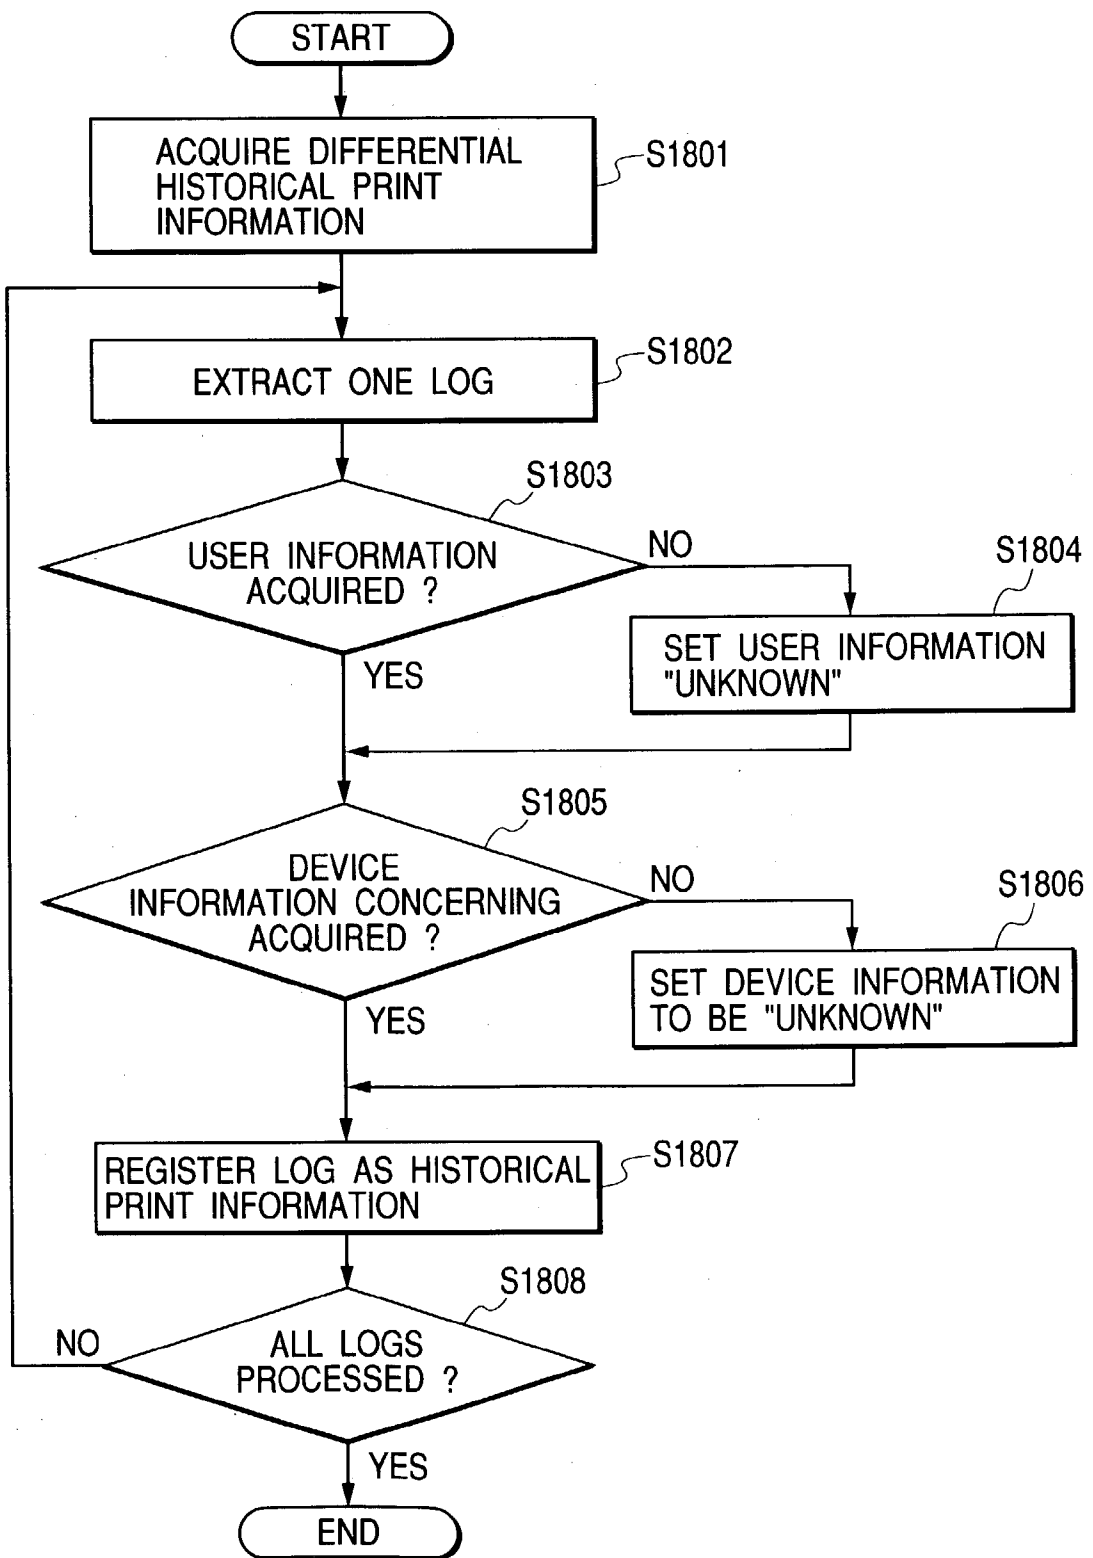 START
ACQUIRE DIFFERENTIAL
HISTORICAL PRINT
INFORMATION
S1801
EXTRACT ONE LOG
S1802
S1803
USER INFORMATION
ACQUIRED ?
NO
YES
S1804
SET USER INFORMATION
"UNKNOWN"
S1805
DEVICE
INFORMATION CONCERNING
ACQUIRED ?
NO
YES
S1806
SET DEVICE INFORMATION
TO BE "UNKNOWN"
REGISTER LOG AS HISTORICAL
PRINT INFORMATION
S1807
S1808
ALL LOGS
PROCESSED ?
NO
YES
END